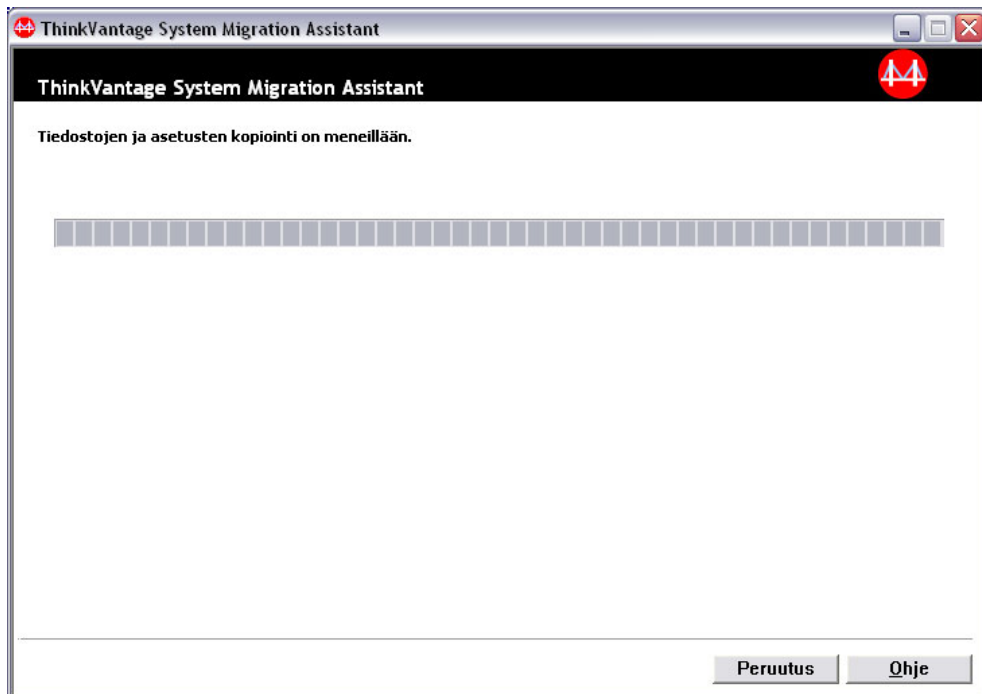 ThinkVantage System Migration Assistant
ThinkVantage System Migration Assistant
Tiedostojen ja asetusten kopiointi on meneillään.
Peruutus Ohje